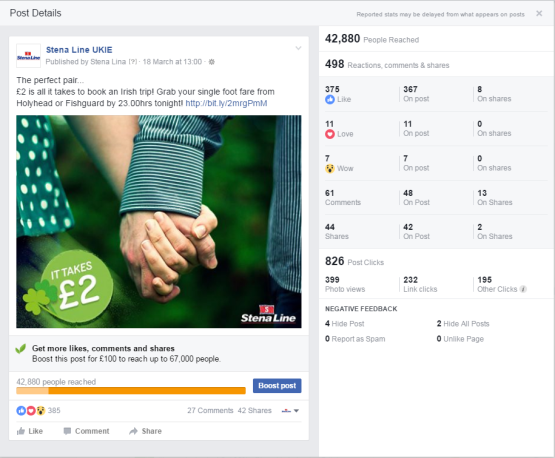 Post Details
Reported stats may be delayed from what appears on posts
Stena Line UKIE
Published by Stena Lina [?] · 18 March at 13:00 ·
The perfect pair...
£2 is all it takes to book an Irish trip! Grab your single foot fare from
Holyhead or Fishguard by 23.00hrs tonight! http://bit.ly/2mrgPmM
IT TAKES
£2
Stena Line
Get more likes, comments and shares
Boost this post for £100 to reach up to 67,000 people.
42,880 people reached
Boost post
385
27 Comments 42 Shares
Like Comment Share
42,880 People Reached
498 Reactions, comments & shares
375 367 8
Like On post On shares
11 11 0
Love On post On shares
7 7 0
Wow On post On shares
61 48 13
Comments On Post On Shares
44 42 2
Shares On Post On Shares
826 Post Clicks
399 232 195
Photo views Link clicks Other Clicks
NEGATIVE FEEDBACK
4 Hide Post 2 Hide All Posts
0 Report as Spam 0 Unlike Page